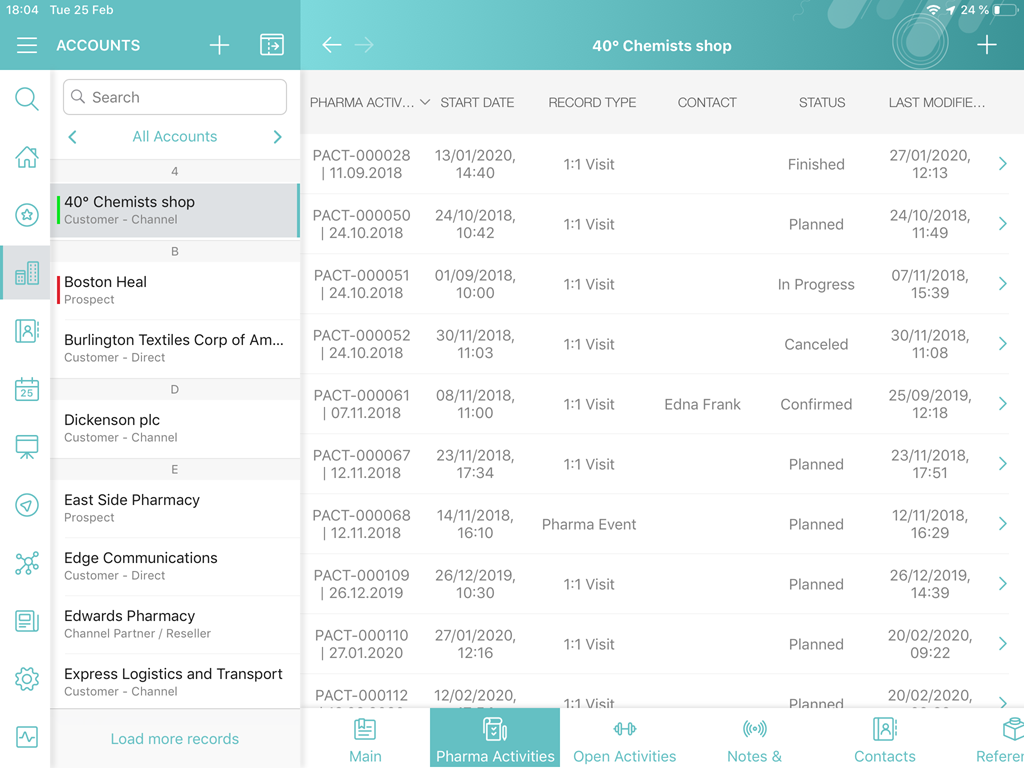 18:04 Tue 25 Feb
24 %
ACCOUNTS
40° Chemists shop
Search
All Accounts
4
40° Chemists shop
Customer - Channel
B
Boston Heal
Prospect
Burlington Textiles Corp of Am...
Customer - Direct
D
Dickenson plc
Customer - Channel
E
East Side Pharmacy
Prospect
Edge Communications
Customer - Direct
Edwards Pharmacy
Channel Partner / Reseller
Express Logistics and Transport
Customer - Channel
Load more records
25
PHARMA ACTIV... START DATE RECORD TYPE CONTACT STATUS LAST MODIFIE...
PACT-000028 13/01/2020, 1:1 Visit Finished 27/01/2020,
| 11.09.2018 14:40 12:13
PACT-000050 24/10/2018, 1:1 Visit Planned 24/10/2018,
| 24.10.2018 10:42 11:49
PACT-000051 01/09/2018, 1:1 Visit In Progress 07/11/2018,
| 24.10.2018 10:00 15:39
PACT-000052 30/11/2018, 1:1 Visit Canceled 30/11/2018,
| 24.10.2018 11:03 11:08
PACT-000061 08/11/2018, 1:1 Visit Edna Frank Confirmed 25/09/2019,
| 07.11.2018 11:00 12:18
PACT-000067 23/11/2018, 1:1 Visit Planned 23/11/2018,
| 12.11.2018 17:34 17:51
PACT-000068 14/11/2018, Pharma Event Planned 12/11/2018,
| 12.11.2018 16:10 16:29
PACT-000109 26/12/2019, 1:1 Visit Planned 26/12/2019,
| 26.12.2019 10:30 14:39
PACT-000110 27/01/2020, 1:1 Visit Planned 20/02/2020,
| 27.01.2020 12:16 09:22
PACT-000112 12/02/2020, 1:1 Visit Planned 20/02/2020,
Main
Pharma Activities
Open Activities
Notes &
Contacts
Referen